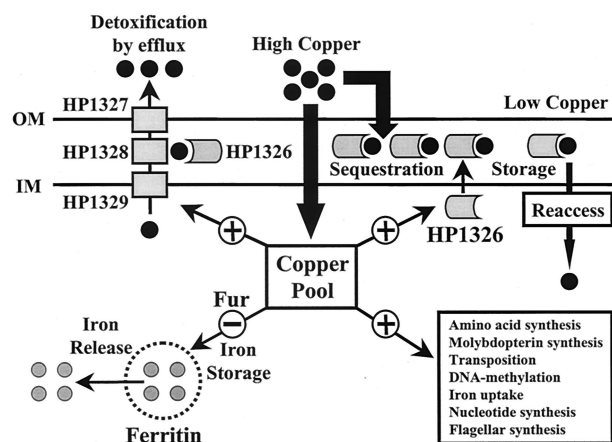 Detoxification
by efflux
High Copper
HP1327
OM
Low Copper
HP1328
HP1326
Sequestration
Storage
IM
HP1329
HP1326
Reaccess
+
+
Copper
Pool
Fur
−
+
Iron
Release
Iron
Storage
Ferritin
Amino acid synthesis
Molybdopterin synthesis
Transposition
DNA-methylation
Iron uptake
Nucleotide synthesis
Flagellar synthesis